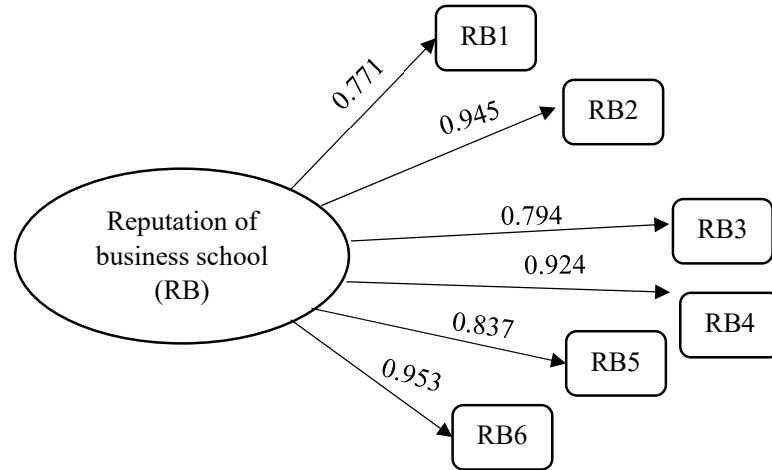 RB1
0.771
0.945
RB2
Reputation of
business school
(RB)
0.794
RB3
0.924
RB4
0.837
RB5
0.953
RB6